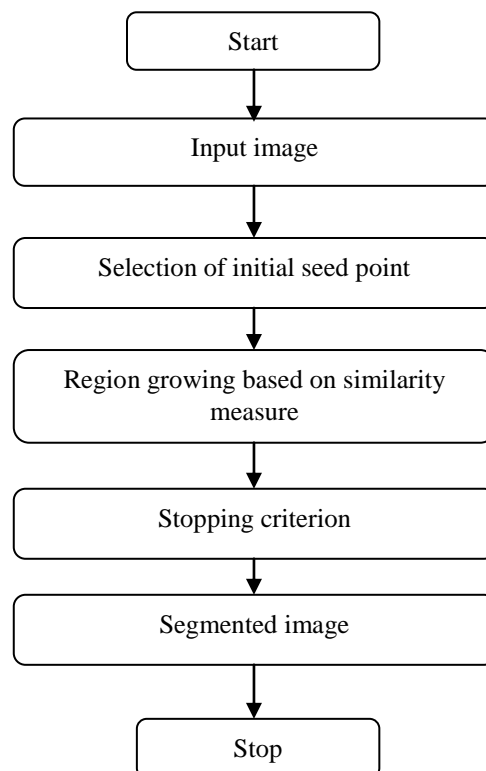 Start
Input image
Selection of initial seed point
Region growing based on similarity
measure
Stopping criterion
Segmented image
Stop